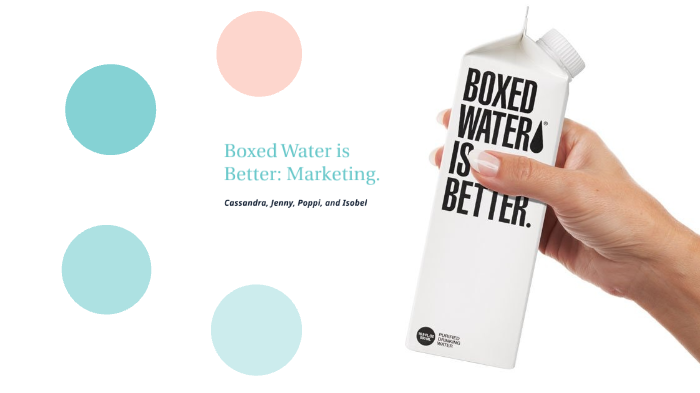 Boxed Water is
Better: Marketing.
Cassandra, Jenny, Poppi, and Isobel
BOXED
WATER®
IS
BETTER.
PURIFIED
DRINKING
WATER